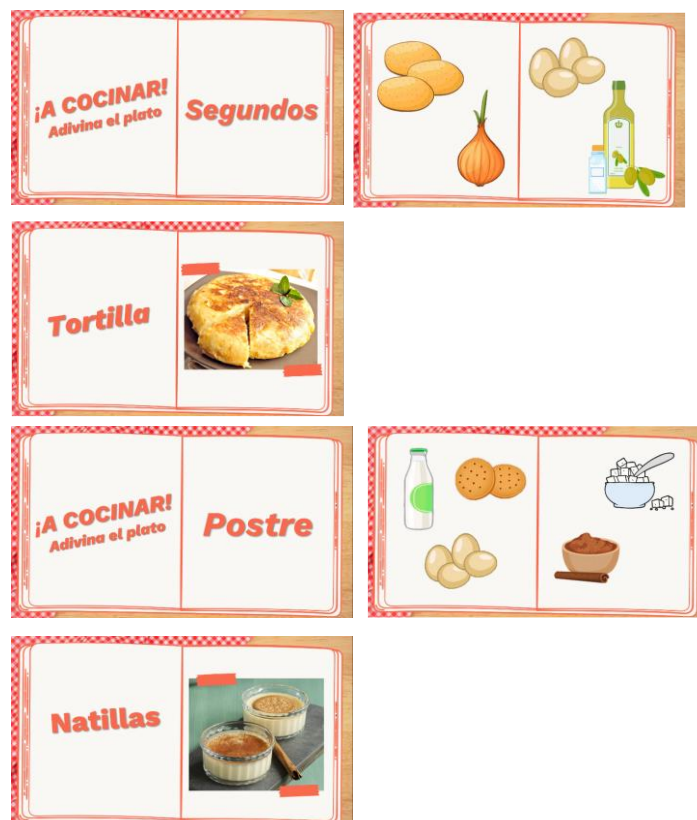 ¡A COCINAR!
Adivina el plato
Segundos
Tortilla
¡A COCINAR!
Adivina el plato
Postre
Natillas